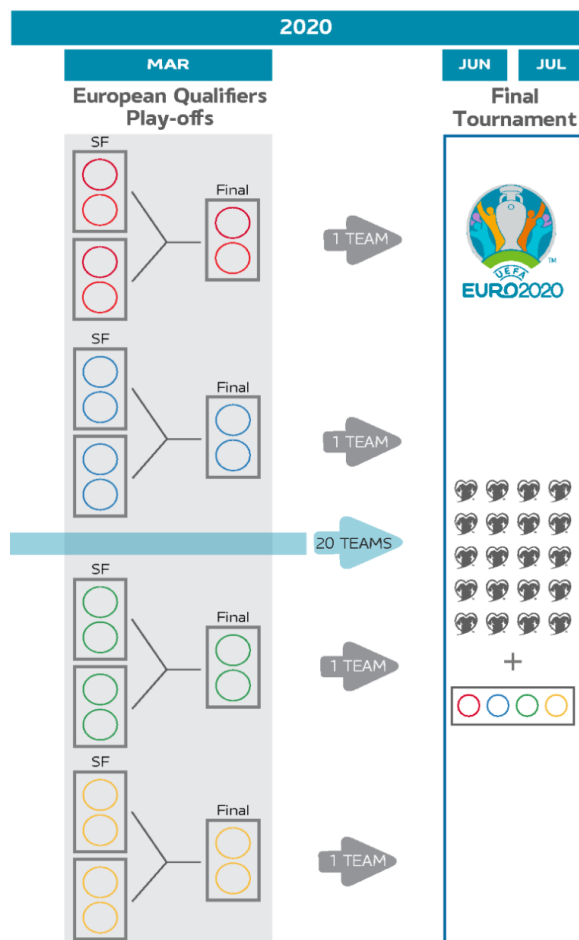 2020
MAR
JUN
JUL
European Qualifiers
Play-offs
Final
Tournament
SF
Final
1 TEAM
TM
UEFA
EURO2020
SF
Final
1 TEAM
20 TEAMS
SF
Final
1 TEAM
+
SF
Final
1 TEAM